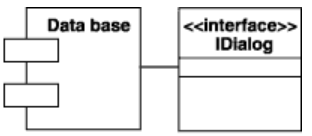 Data base
<<interface>>
IDialog